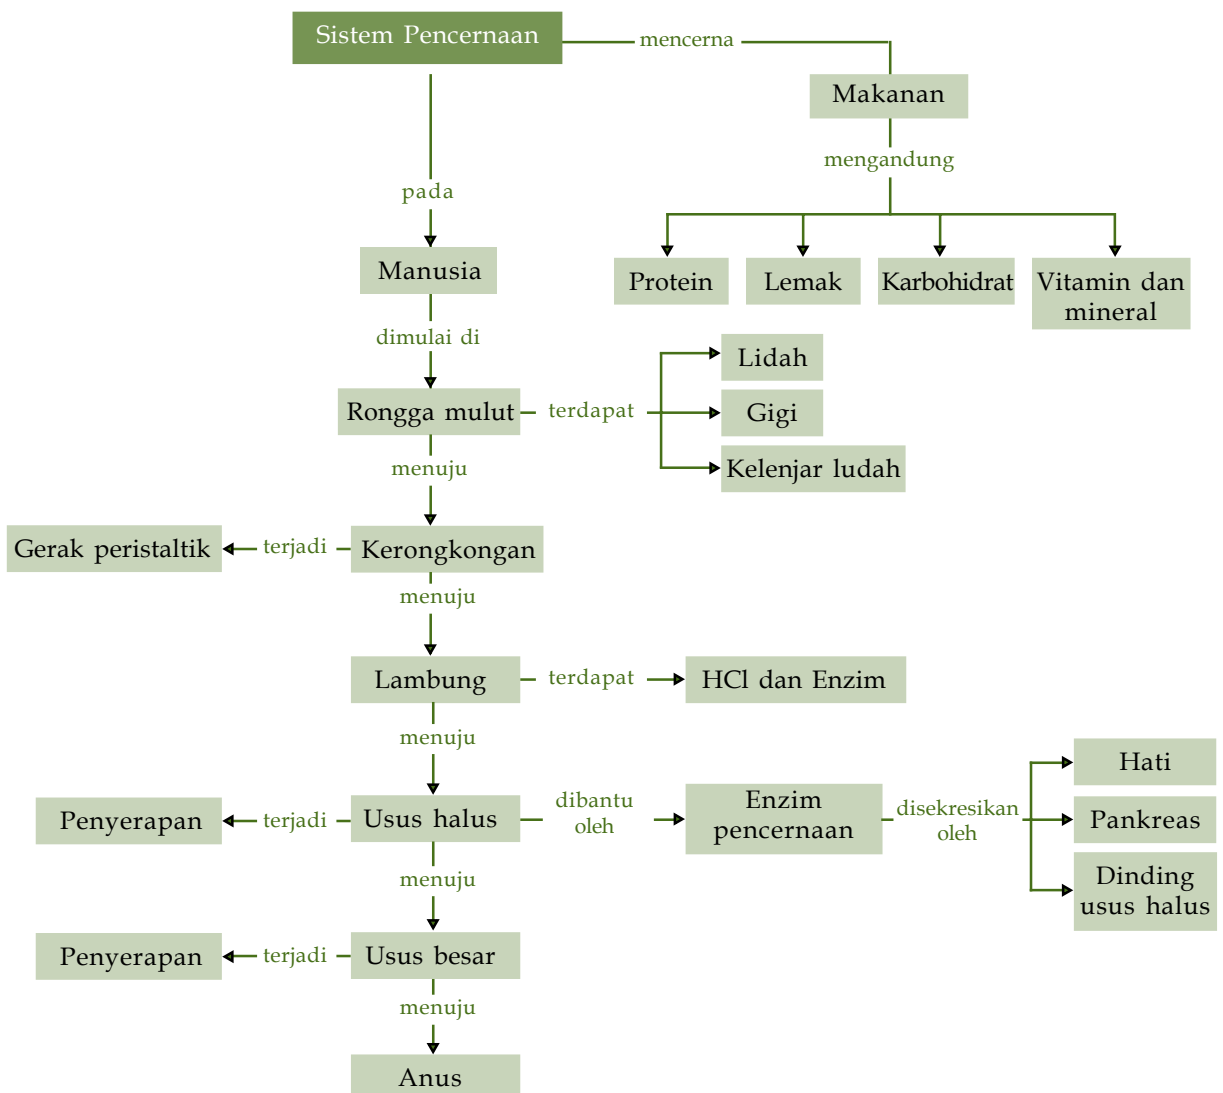 Sistem Pencernaan
mencerna
Makanan
mengandung
pada
Manusia
Protein
Lemak
Karbohidrat
Vitamin dan
mineral
dimulai di
Lidah
Rongga mulut
terdapat
Gigi
Kelenjar ludah
menuju
Gerak peristaltik
terjadi
Kerongkongan
menuju
Lambung
terdapat
HCl dan Enzim
menuju
Penyerapan
terjadi
Usus halus
dibantu
oleh
Enzim
pencernaan
disekresikan
oleh
Hati
Pankreas
Dinding
usus halus
menuju
Penyerapan
terjadi
Usus besar
menuju
Anus